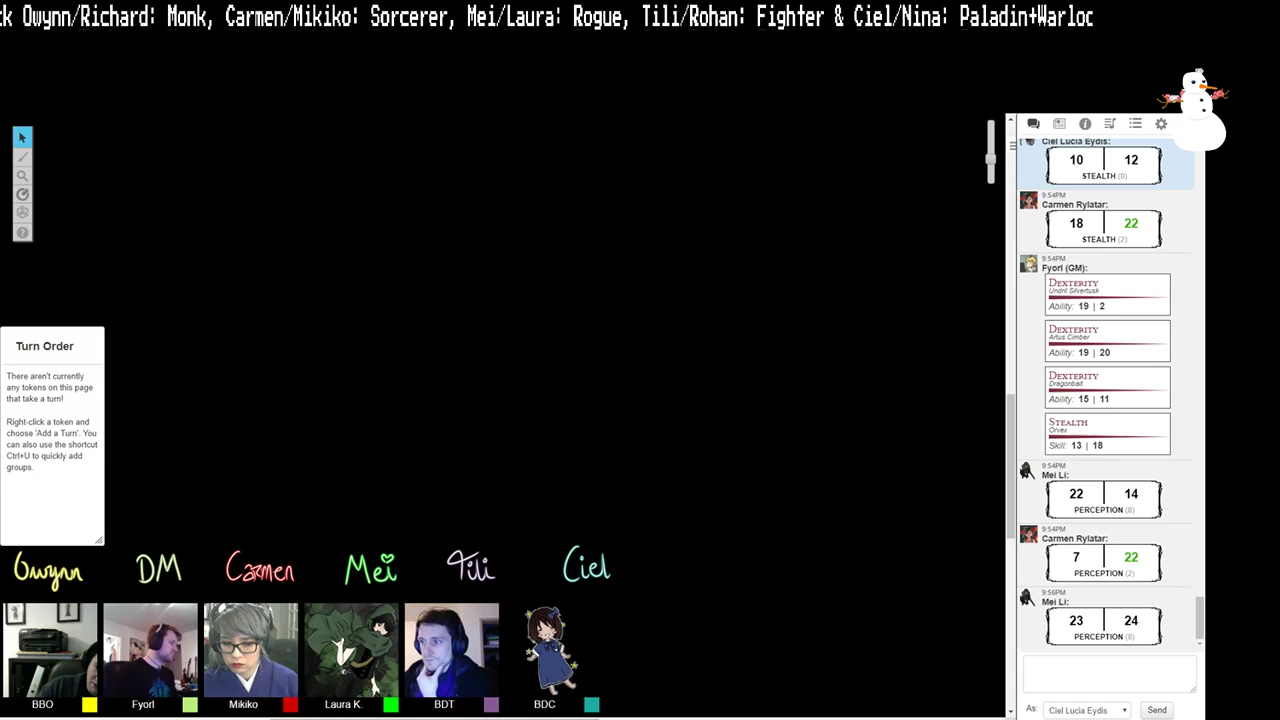 ck Owynn/Richard: Monk, Carmen/Mikiko: Sorcerer, Mei/Laura: Rogue, Tili/Rohan: Fighter & Ciel/Nina: Paladin+Warloc
Turn Order
There aren't currently
any tokens on this page
that take a turn!
Right-click a token and
choose 'Add a Turn'. You
can also use the shortcut
Ctrl+U to quickly add
groups.
Owynn
DM
Carmen
Mei
Tili
Ciel
BBO
Fyorl
Mikiko
Laura K.
BDT
BDC
Ciel Lucia Eydis:
10 12
STEALTH (0)
9:54PM
Carmen Rylatar:
18 22
STEALTH (2)
9:54PM
Fyorl (GM):
DEXTERITY
Undril Silvertusk
Ability: 19 | 2
DEXTERITY
Artus Cimber
Ability: 19 | 20
DEXTERITY
Dragonbait
Ability: 15 | 11
STEALTH
Orvex
Skill: 13 | 18
9:54PM
Mei Li:
22 14
PERCEPTION (8)
9:54PM
Carmen Rylatar:
7 22
PERCEPTION (2)
9:56PM
Mei Li:
23 24
PERCEPTION (8)
As: Ciel Lucia Eydis
Send